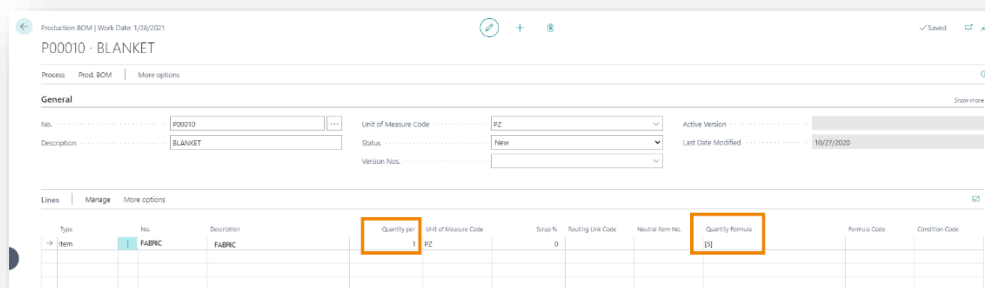 Production BOM | Work Date: 1/28/2021
Saved
P00010 · BLANKET
Process Prod. BOM More options
General
Show more
No. P00010 Unit of Measure Code PZ Active Version
Description BLANKET Status New Last Date Modified 10/27/2020
Version Nos.
Lines Manage More options
Type No. Description Quantity per Unit of Measure Code Scrap % Routing Link Code Neutral Item No. Quantity Formula Formula Code Condition Code
Item FABRIC FABRIC 1 PZ 0 [S]